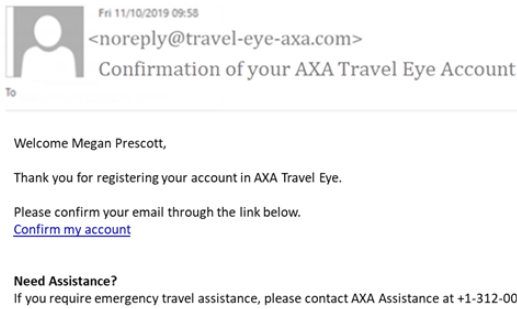 Fri 11/10/2019 09:58
<noreply@travel-eye-axa.com>
Confirmation of your AXA Travel Eye Account
To
Welcome Megan Prescott,
Thank you for registering your account in AXA Travel Eye.
Please confirm your email through the link below.
Confirm my account
Need Assistance?
If you require emergency travel assistance, please contact AXA Assistance at +1-312-00